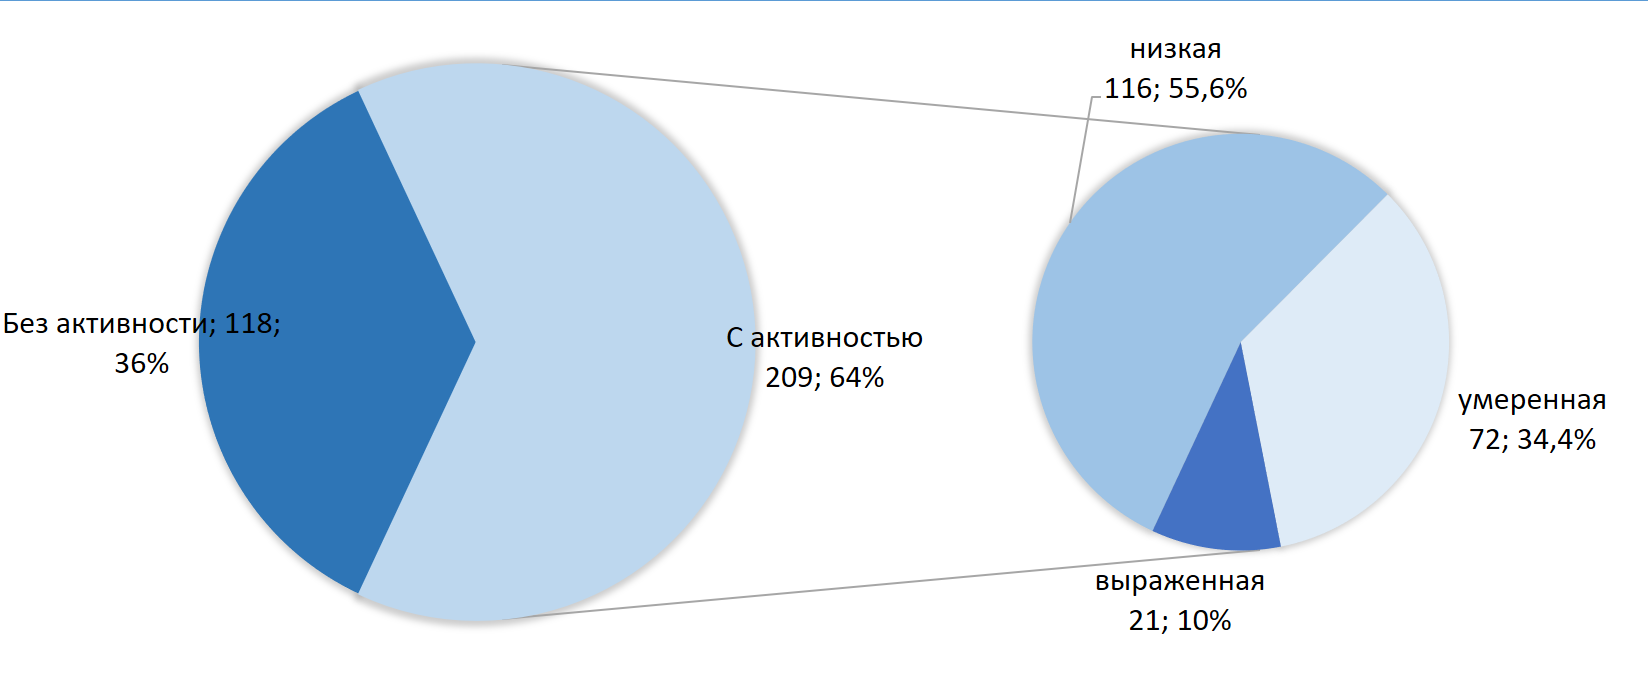 низкая
116; 55,6%
Без активности; 118;
36%
С активностью
209; 64%
умеренная
72; 34,4%
выраженная
21; 10%